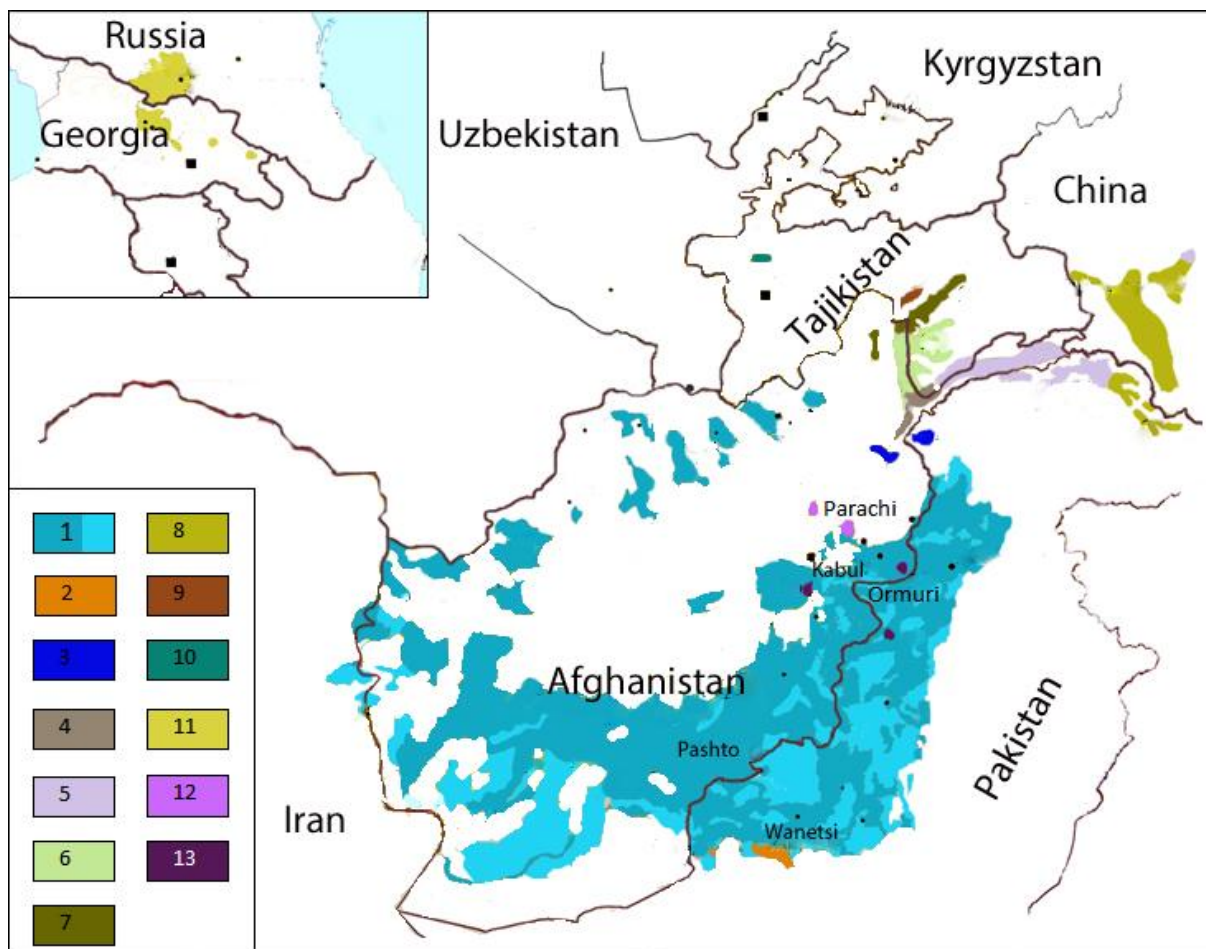 Russia
Georgia
Kyrgyzstan
Uzbekistan
China
Tajikistan
Parachi
Kabul
Ormuri
Afghanistan
Pashto
Wanetsi
Pakistan
Iran
1
2
3
4
5
6
7
8
9
10
11
12
13